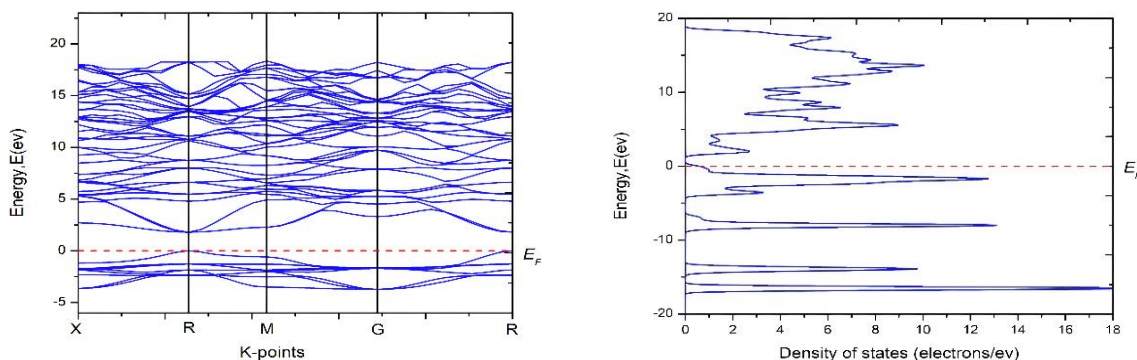 20
15
10
5
0
-5
Energy,E(ev)
X
R
M
G
R
K-points
E_F
20
10
0
-10
-20
Energy,E(ev)
0
2
4
6
8
10
12
14
16
18
Density of states (electrons/ev)
E